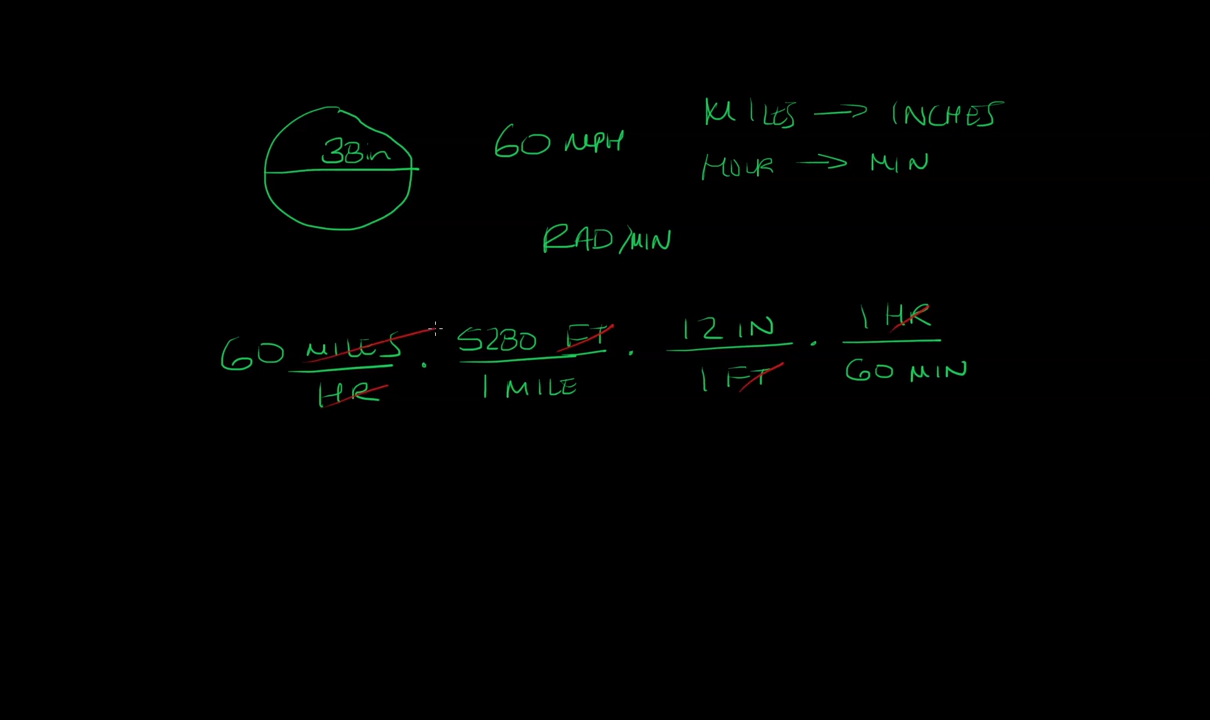 38in
60 MPH
MILES → INCHES
HOUR → MIN
RAD/MIN
60 MILES/HR · 5280 FT/1 MILE · 12 IN/1 FT · 1 HR/60 MIN